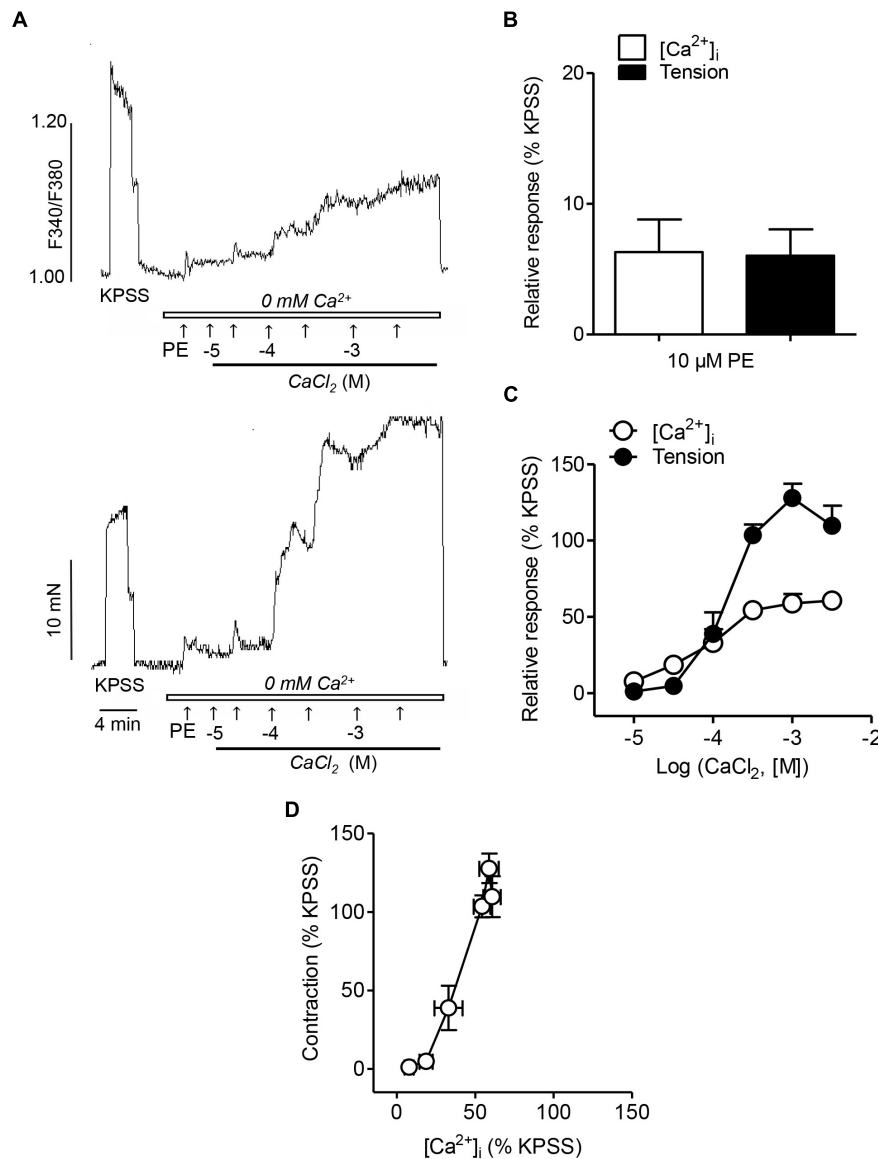 A
1.20
F340/F380
1.00
KPSS
0 mM Ca²⁺
↑ ↑ ↑ ↑ ↑ ↑ ↑
PE -5 -4 -3
CaCl₂ (M)
10 mN
KPSS
4 min
0 mM Ca²⁺
↑ ↑ ↑ ↑ ↑ ↑ ↑
PE -5 -4 -3
CaCl₂ (M)
B
[Ca²⁺]ᵢ
Tension
Relative response (% KPSS)
20
10
0
10 µM PE
C
[Ca²⁺]ᵢ
Tension
Relative response (% KPSS)
150
100
50
0
-5 -4 -3 -2
Log (CaCl₂, [M])
D
Contraction (% KPSS)
150
100
50
0
0 50 100 150
[Ca²⁺]ᵢ (% KPSS)